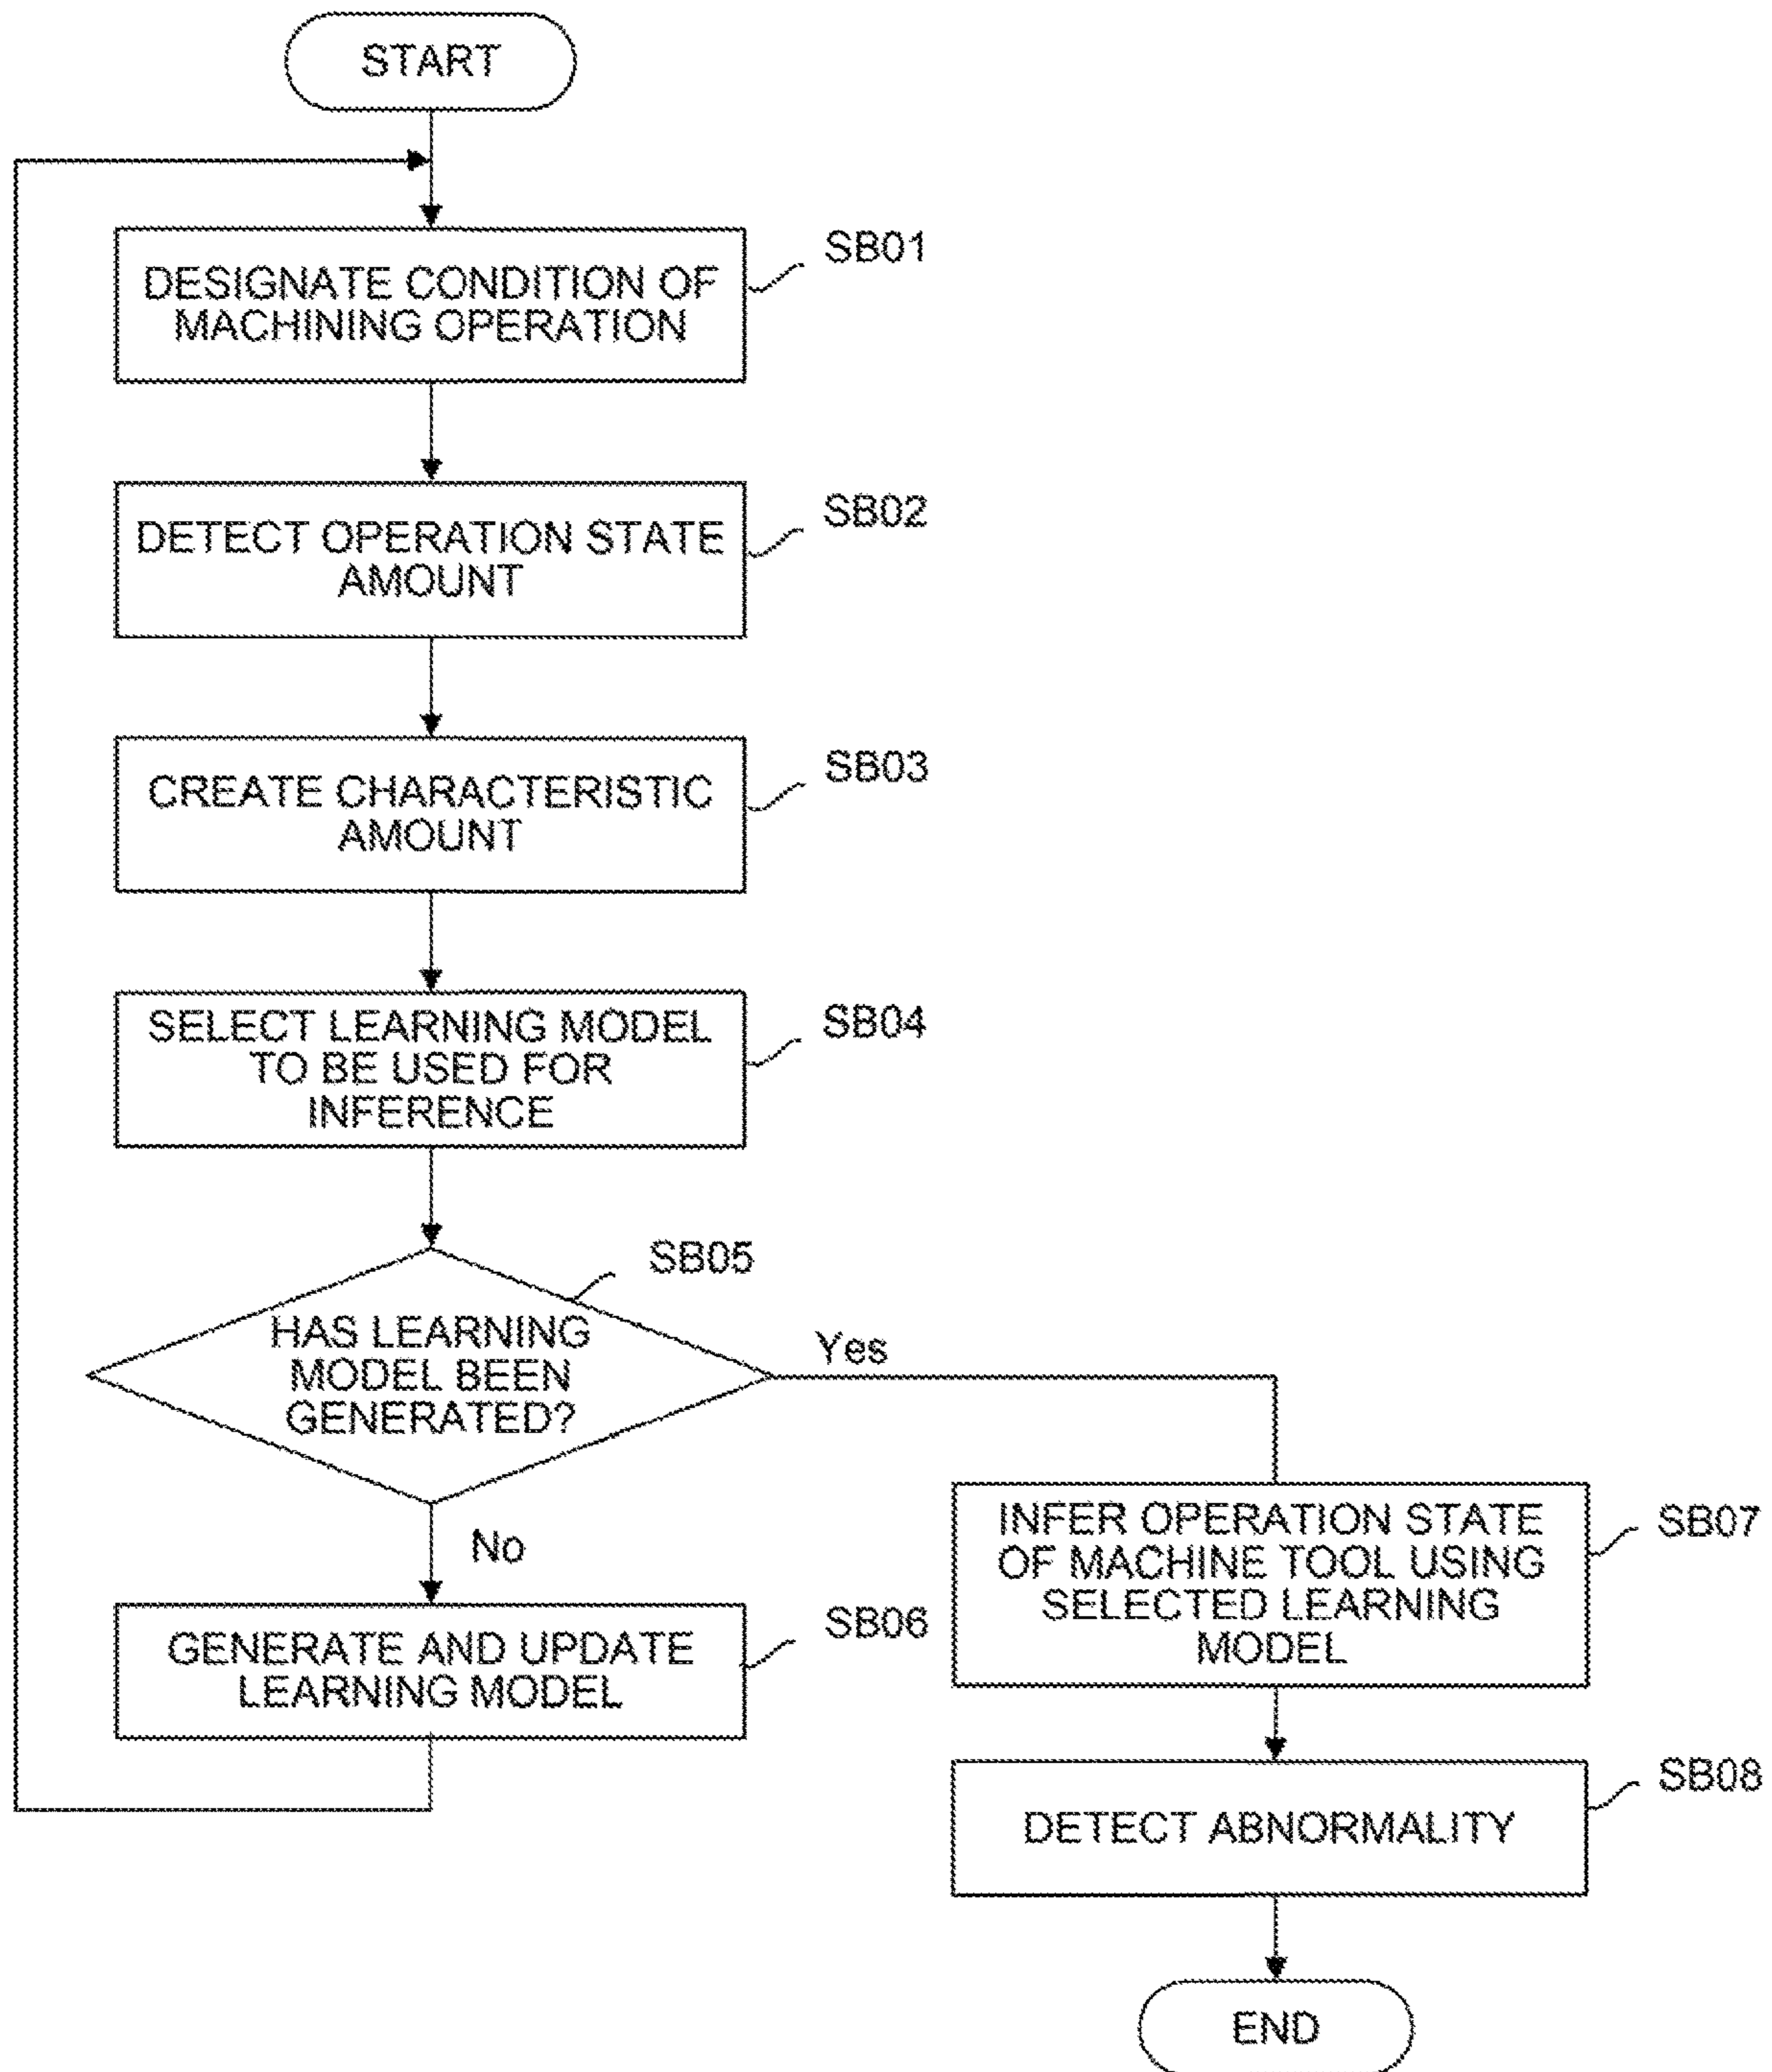 START
DESIGNATE CONDITION OF
MACHINING OPERATION
SB01
DETECT OPERATION STATE
AMOUNT
SB02
CREATE CHARACTERISTIC
AMOUNT
SB03
SELECT LEARNING MODEL
TO BE USED FOR
INFERENCE
SB04
SB05
HAS LEARNING
MODEL BEEN
GENERATED?
Yes
No
GENERATE AND UPDATE
LEARNING MODEL
SB06
INFER OPERATION STATE
OF MACHINE TOOL USING
SELECTED LEARNING
MODEL
SB07
DETECT ABNORMALITY
SB08
END